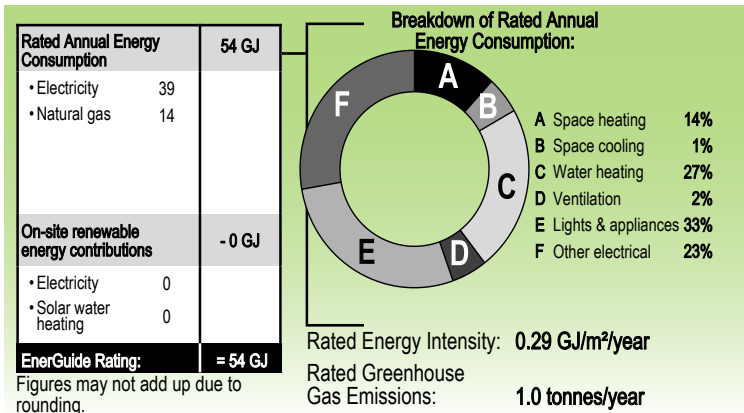 Rated Annual Energy
Consumption
54 GJ
• Electricity 39
• Natural gas 14
On-site renewable
energy contributions
- 0 GJ
• Electricity 0
• Solar water
heating 0
EnerGuide Rating: = 54 GJ
Figures may not add up due to
rounding.
Breakdown of Rated Annual
Energy Consumption:
A
B
C
D
E
F
A Space heating 14%
B Space cooling 1%
C Water heating 27%
D Ventilation 2%
E Lights & appliances 33%
F Other electrical 23%
Rated Energy Intensity: 0.29 GJ/m²/year
Rated Greenhouse
Gas Emissions: 1.0 tonnes/year